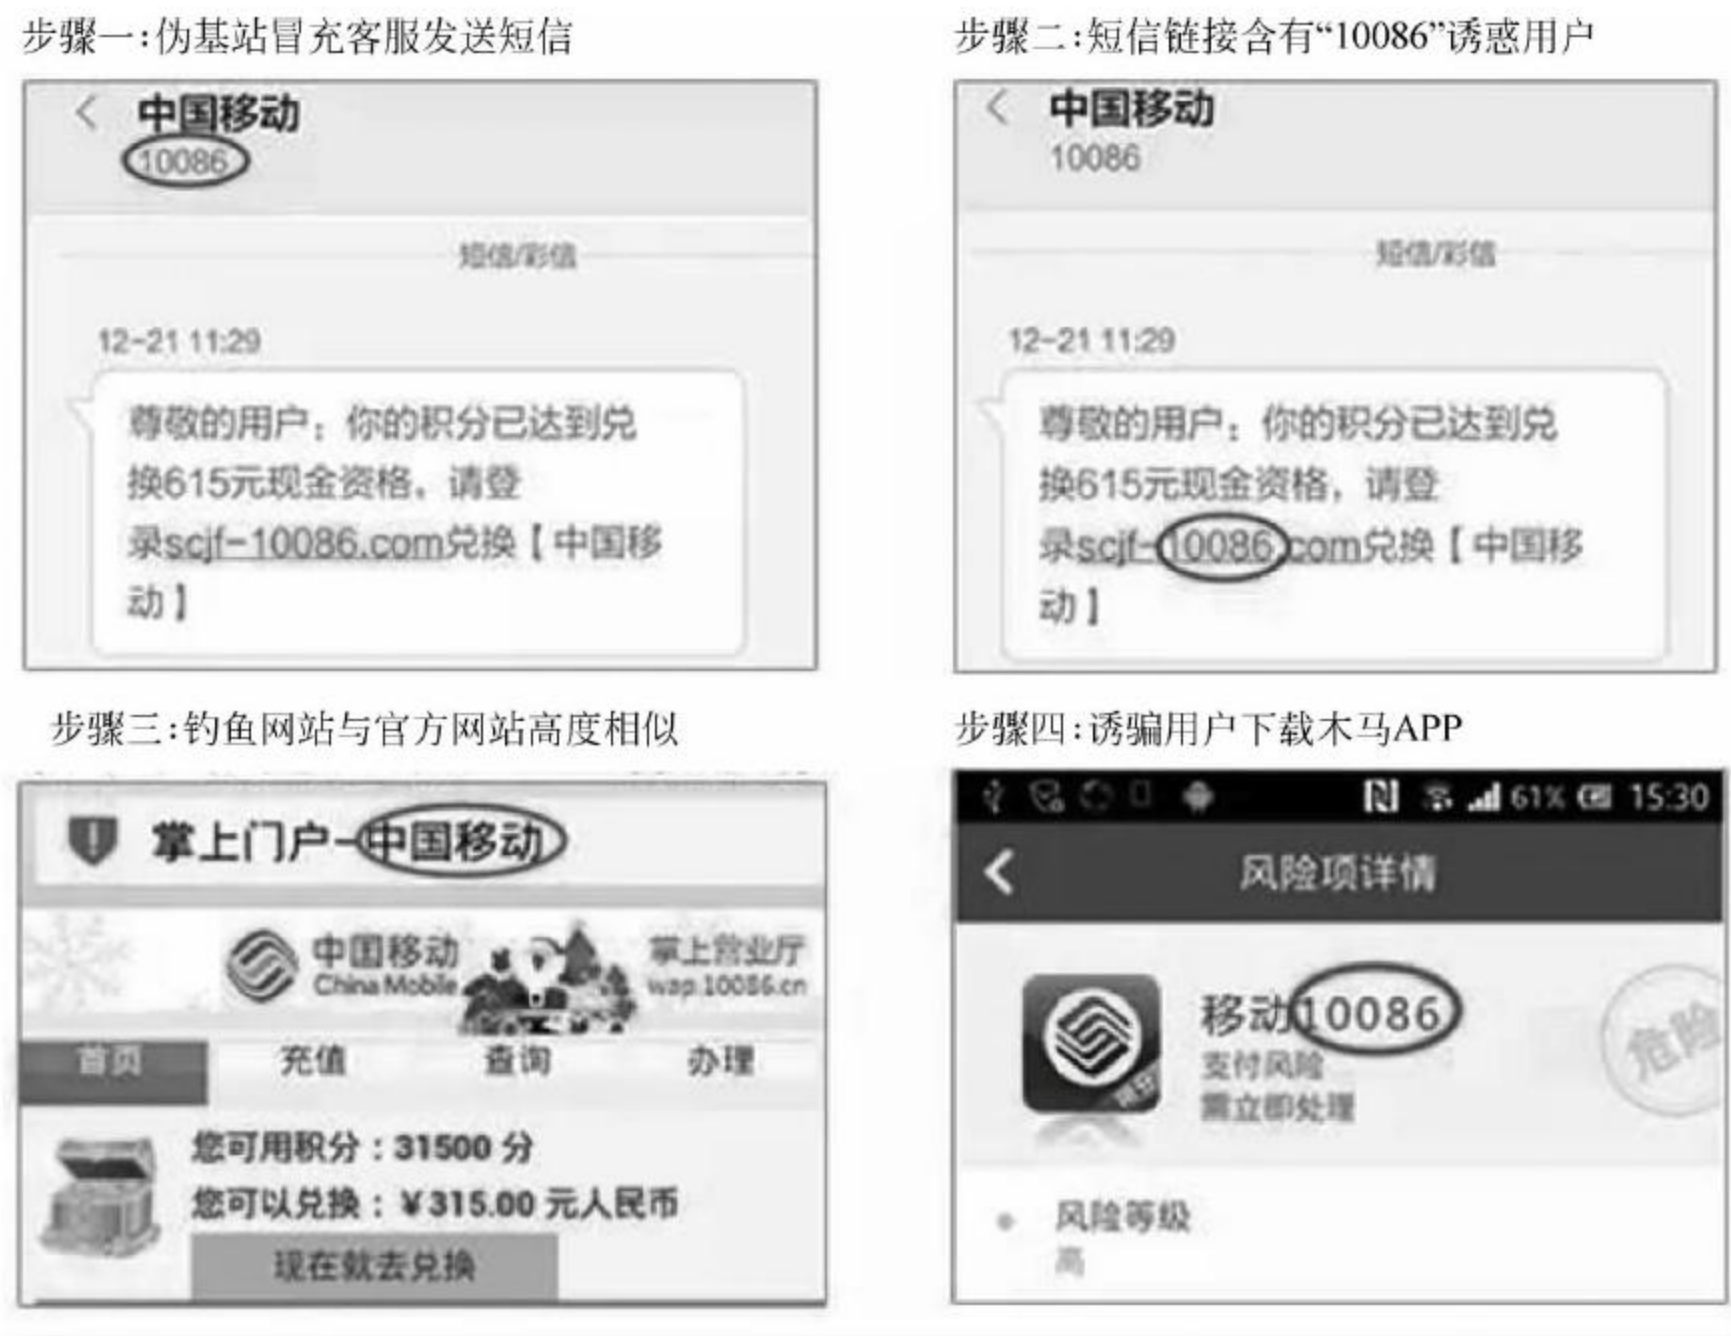 步骤一:伪基站冒充客服发送短信
中国移动
10086
短信/彩信
12-21 11:29
尊敬的用户：你的积分已达到兑
换615元现金资格，请登
录scjf-10086.com兑换【中国移
动】
步骤二:短信链接含有“10086”诱惑用户
中国移动
10086
短信/彩信
12-21 11:29
尊敬的用户：你的积分已达到兑
换615元现金资格，请登
录scjf-10086.com兑换【中国移
动】
步骤三:钓鱼网站与官方网站高度相似
掌上门户-中国移动
中国移动
China Mobile
掌上营业厅
wap.10086.cn
首页 充值 查询 办理
您可用积分：31500 分
您可以兑换：¥315.00 元人民币
现在就去兑换
步骤四:诱骗用户下载木马APP
61% 15:30
风险项详情
移动10086
支付风险
需立即处理
危险
风险等级
高